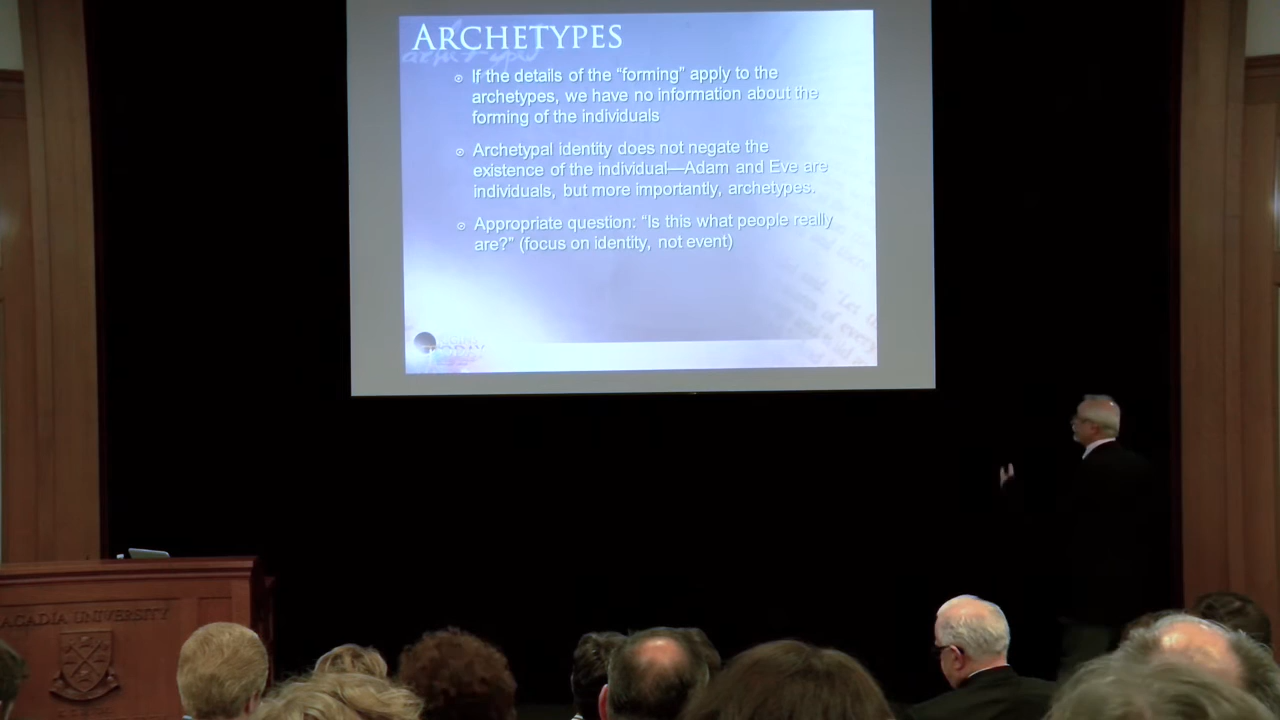 ARCHETYPES
If the details of the “forming” apply to the
archetypes, we have no information about the
forming of the individuals
Archetypal identity does not negate the
existence of the individual—Adam and Eve are
individuals, but more importantly, archetypes.
Appropriate question: “Is this what people really
are?” (focus on identity, not event)
TODAY
ACADIA UNIVERSITY